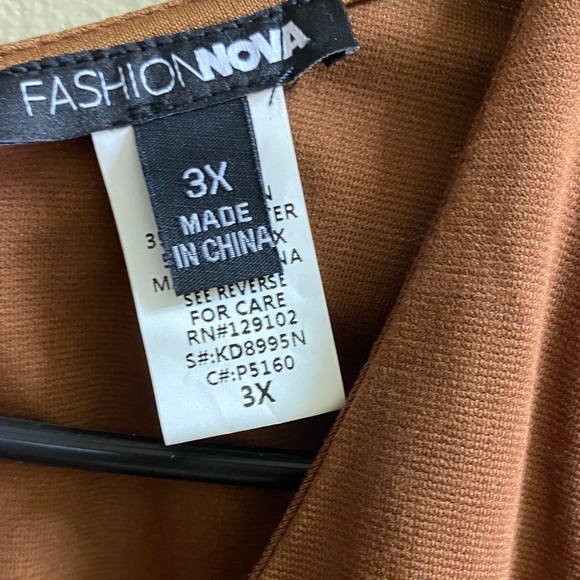 FASHIONNOVA
3X
MADE
IN CHINA
SEE REVERSE
FOR CARE
RN#129102
S#:KD8995N
C#:P5160
3X